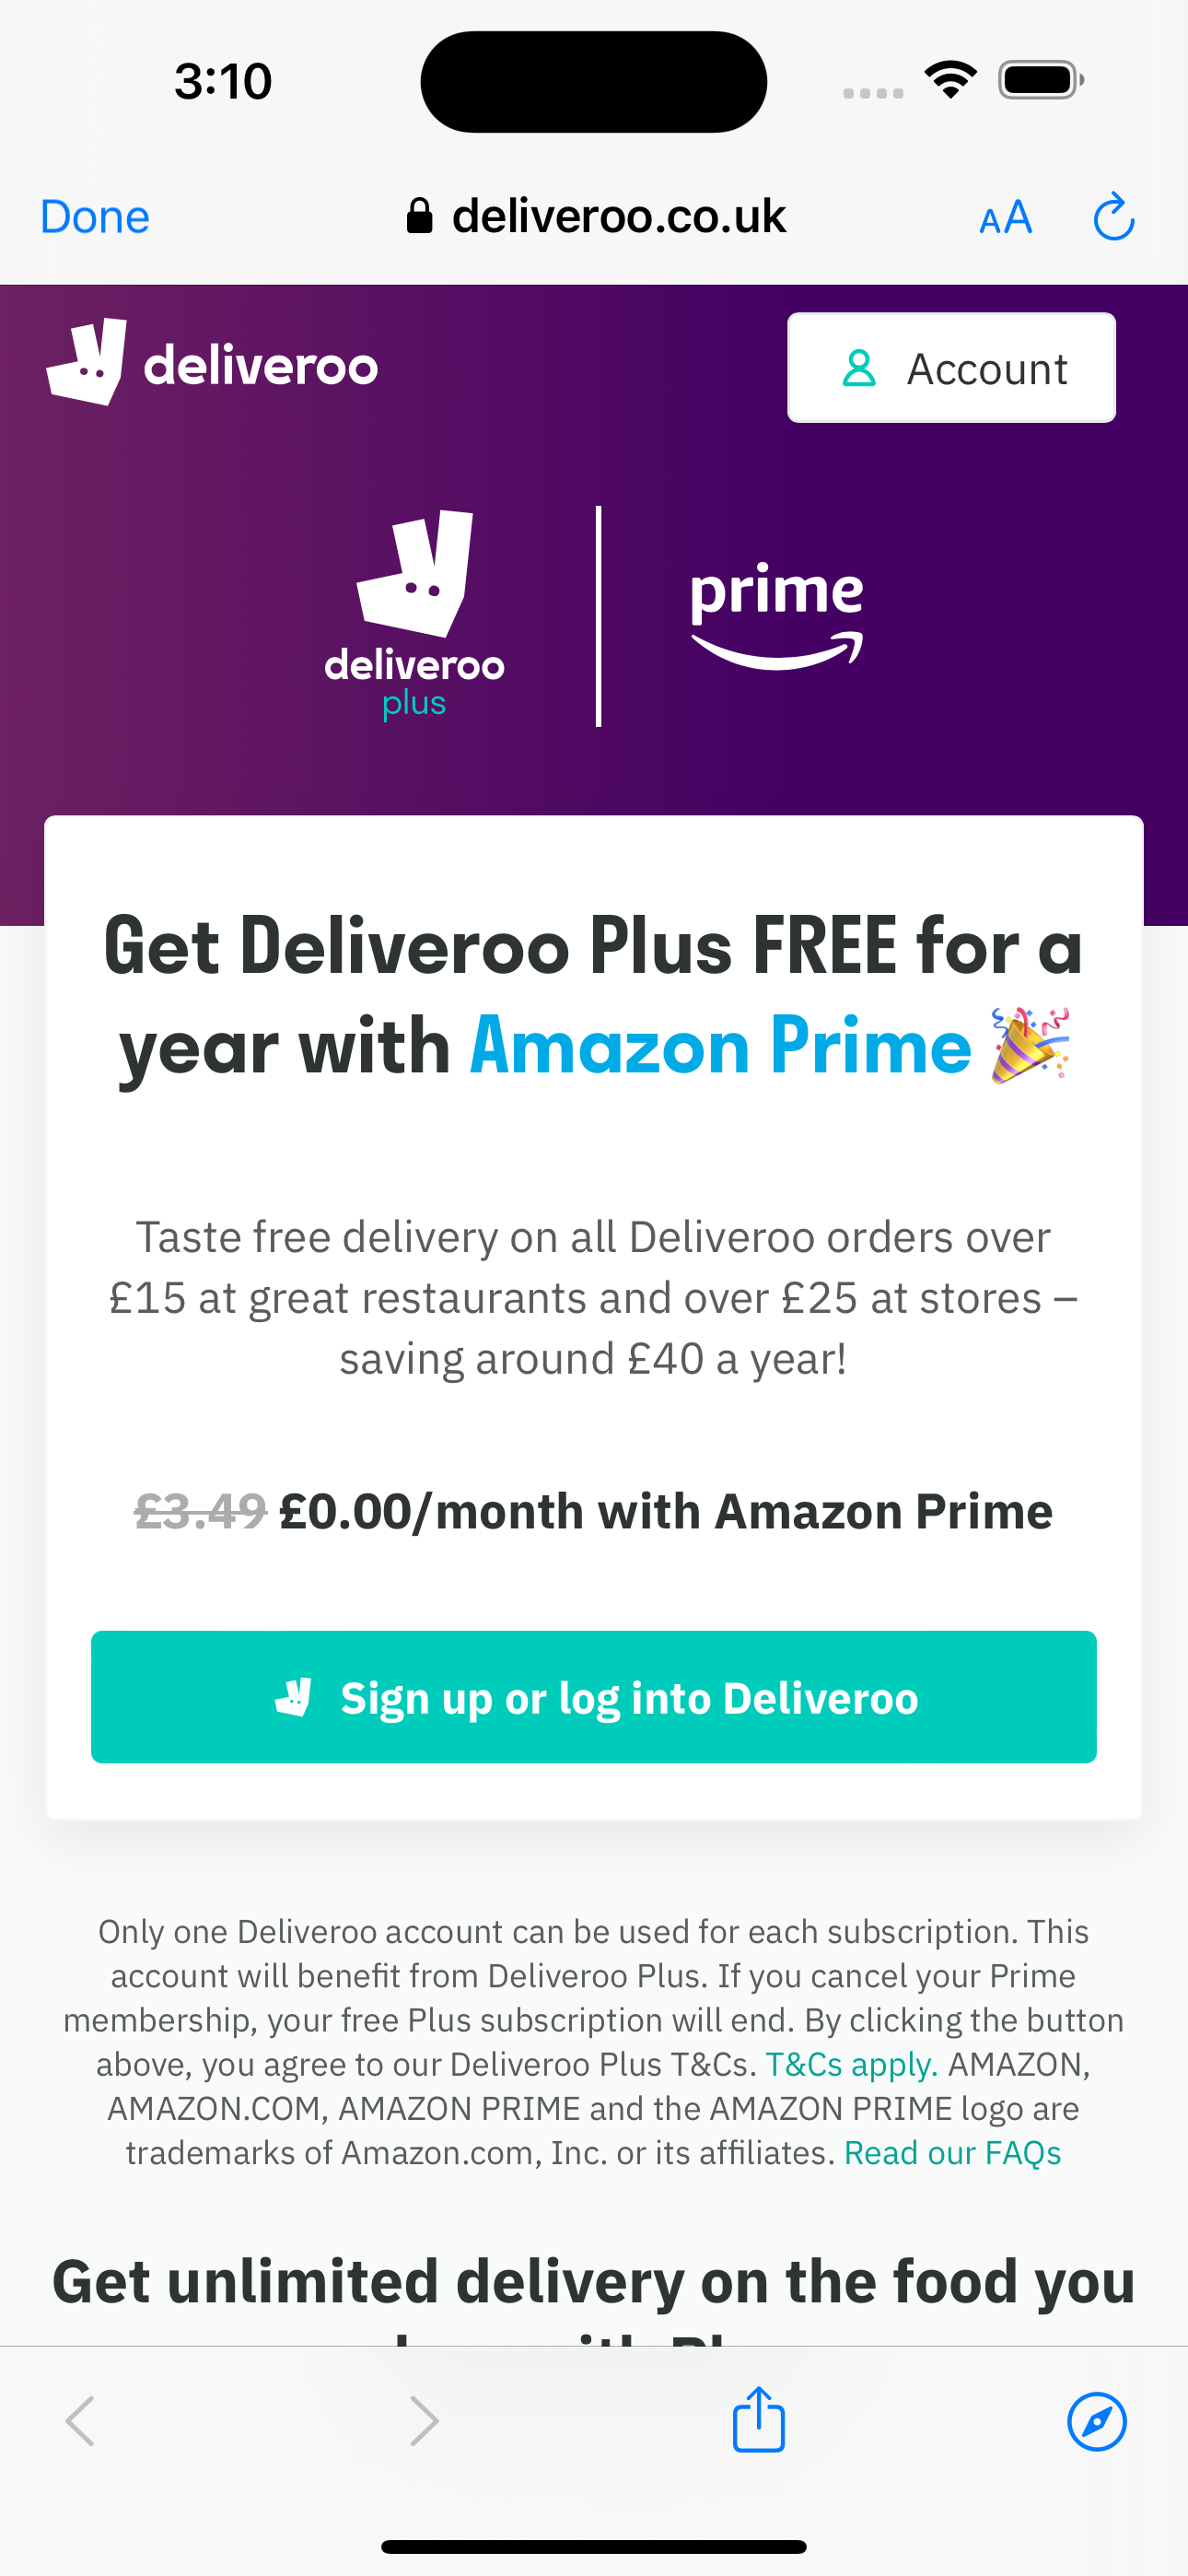 3:10
Done
deliveroo.co.uk
AA
deliveroo
Account
deliveroo
plus
prime
Get Deliveroo Plus FREE for a
year with Amazon Prime 🎉
Taste free delivery on all Deliveroo orders over
£15 at great restaurants and over £25 at stores –
saving around £40 a year!
£3.49 £0.00/month with Amazon Prime
Sign up or log into Deliveroo
Only one Deliveroo account can be used for each subscription. This
account will benefit from Deliveroo Plus. If you cancel your Prime
membership, your free Plus subscription will end. By clicking the button
above, you agree to our Deliveroo Plus T&Cs. T&Cs apply. AMAZON,
AMAZON.COM, AMAZON PRIME and the AMAZON PRIME logo are
trademarks of Amazon.com, Inc. or its affiliates. Read our FAQs
Get unlimited delivery on the food you